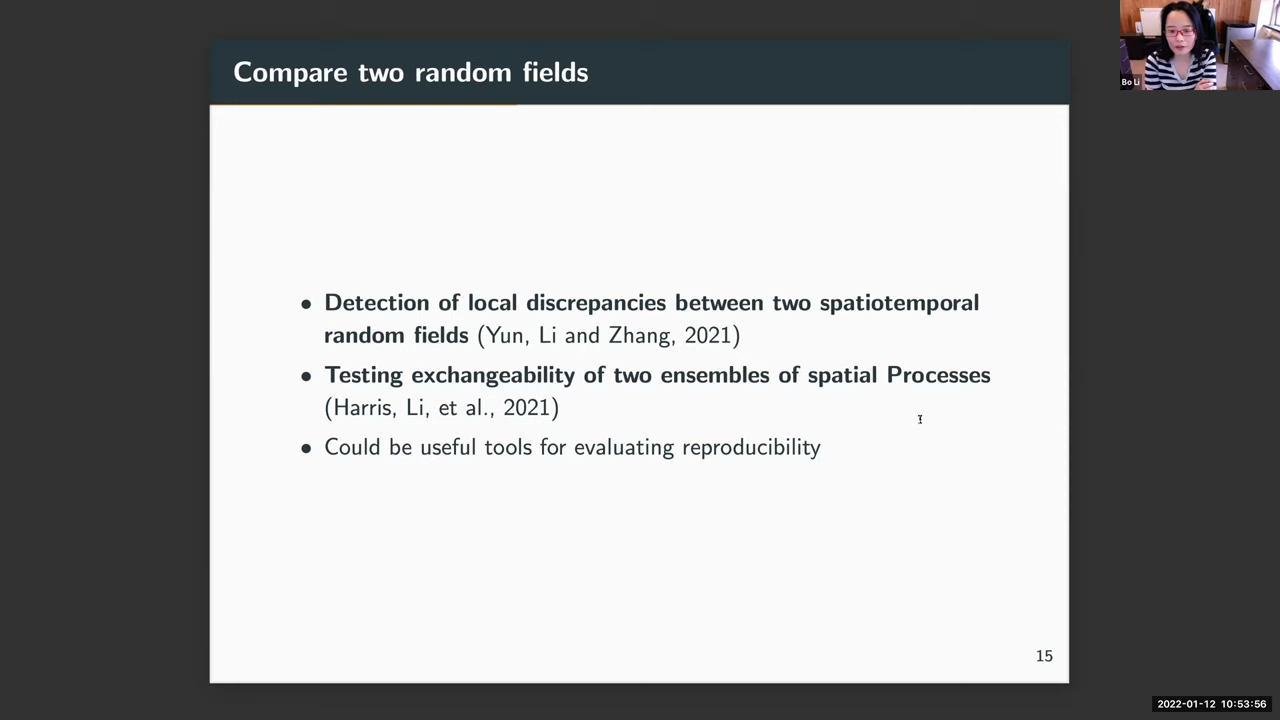 Compare two random fields
Bo Li
• Detection of local discrepancies between two spatiotemporal
random fields (Yun, Li and Zhang, 2021)
• Testing exchangeability of two ensembles of spatial Processes
(Harris, Li, et al., 2021)
• Could be useful tools for evaluating reproducibility
15
2022-01-12 10:53:56